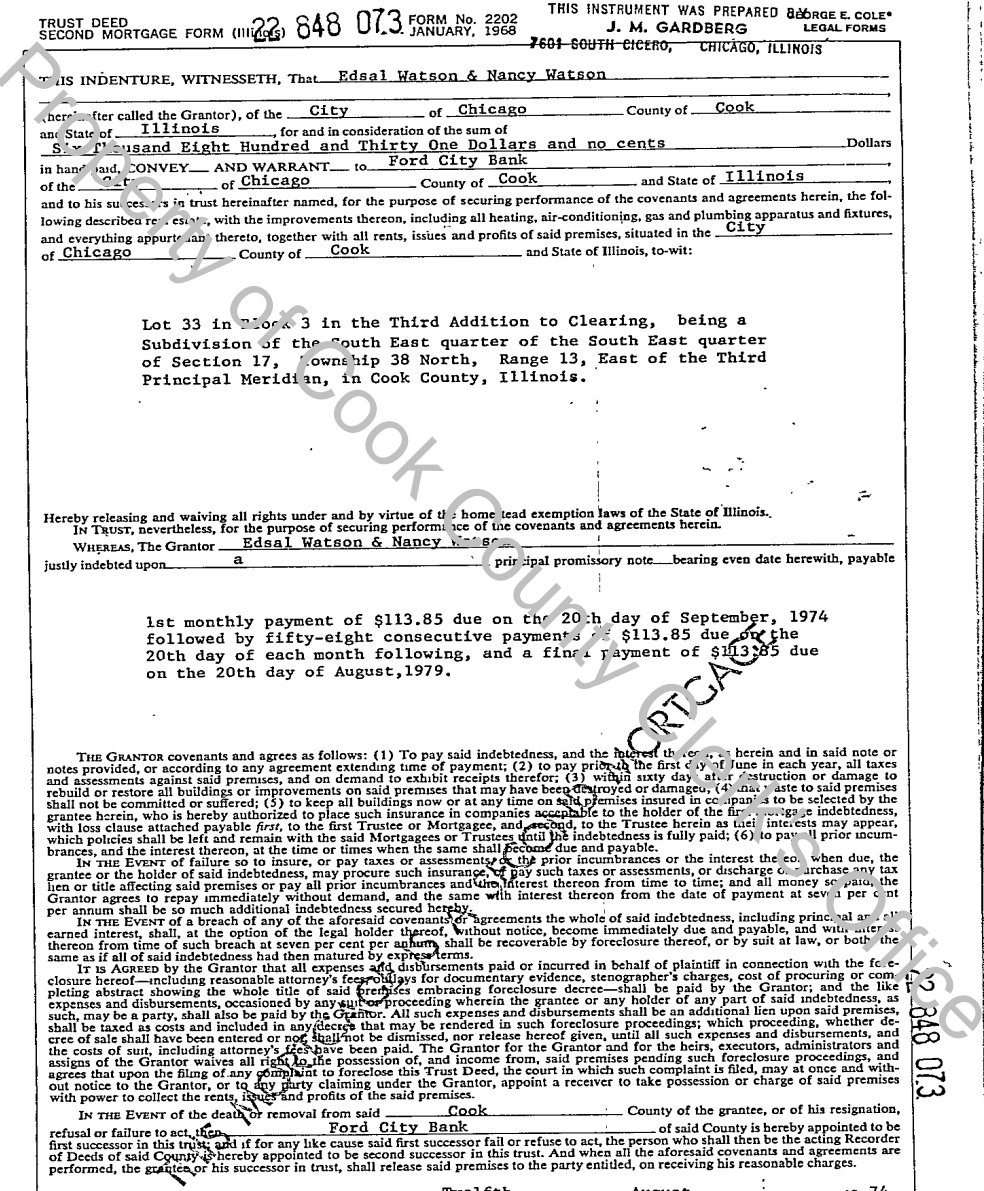 TRUST DEED
SECOND MORTGAGE FORM (Illinois)
22 848 073
FORM No. 2202
JANUARY, 1968
THIS INSTRUMENT WAS PREPARED
GEORGE E. COLE*
LEGAL FORMS
J. M. GARDBERG
7601 SOUTH CICERO, CHICAGO, ILLINOIS
THIS INDENTURE, WITNESSETH, That Edsal Watson & Nancy Watson
(hereinafter called the Grantor), of the City of Chicago County of Cook
and State of Illinois, for and in consideration of the sum of
Six Thousand Eight Hundred and Thirty One Dollars and no cents Dollars
in hand paid, CONVEY AND WARRANT to Ford City Bank
of the City of Chicago County of Cook and State of Illinois
and to his successors in trust hereinafter named, for the purpose of securing performance of the covenants and agreements herein, the fol-
lowing described real estate, with the improvements thereon, including all heating, air-conditioning, gas and plumbing apparatus and fixtures,
and everything appurtenant thereto, together with all rents, issues and profits of said premises, situated in the City
of Chicago County of Cook and State of Illinois, to-wit:
Lot 33 in Block 3 in the Third Addition to Clearing, being a
Subdivision of the South East quarter of the South East quarter
of Section 17, Township 38 North, Range 13, East of the Third
Principal Meridian, in Cook County, Illinois.
Hereby releasing and waiving all rights under and by virtue of the homestead exemption laws of the State of Illinois.
IN TRUST, nevertheless, for the purpose of securing performance of the covenants and agreements herein.
WHEREAS, The Grantor Edsal Watson & Nancy Watson
justly indebted upon a principal promissory note bearing even date herewith, payable
1st monthly payment of $113.85 due on the 20th day of September, 1974
followed by fifty-eight consecutive payments of $113.85 due on the
20th day of each month following, and a final payment of $113.85 due
on the 20th day of August,1979.
THE GRANTOR covenants and agrees as follows: (1) To pay said indebtedness, and the interest thereon, as herein and in said note or
notes provided, or according to any agreement extending time of payment; (2) to pay prior to the first day of June in each year, all taxes
and assessments against said premises, and on demand to exhibit receipts therefor; (3) within sixty days after destruction or damage to
rebuild or restore all buildings or improvements on said premises that may have been destroyed or damaged; (4) that waste to said premises
shall not be committed or suffered; (5) to keep all buildings now or at any time on said premises insured in companies to be selected by the
grantee herein, who is hereby authorized to place such insurance in companies acceptable to the holder of the first mortgage indebtedness,
with loss clause attached payable first, to the first Trustee or Mortgagee, and, second, to the Trustee herein as their interests may appear,
which policies shall be left and remain with the said Mortgagees or Trustees until the indebtedness is fully paid; (6) to pay all prior incum-
brances, and the interest thereon, at the time or times when the same shall become due and payable.
IN THE EVENT of failure so to insure, or pay taxes or assessments, or the prior incumbrances or the interest thereon when due, the
grantee or the holder of said indebtedness, may procure such insurance, or pay such taxes or assessments, or discharge or purchase any tax
lien or title affecting said premises or pay all prior incumbrances and the interest thereon from time to time; and all money so paid, the
Grantor agrees to repay immediately without demand, and the same with interest thereon from the date of payment at seven per cent
per annum shall be so much additional indebtedness secured hereby.
IN THE EVENT of a breach of any of the aforesaid covenants or agreements the whole of said indebtedness, including principal and all
earned interest, shall, at the option of the legal holder thereof, without notice, become immediately due and payable, and with interest
thereon from time of such breach at seven per cent per annum, shall be recoverable by foreclosure thereof, or by suit at law, or both, the
same as if all of said indebtedness had then matured by express terms.
IT IS AGREED by the Grantor that all expenses and disbursements paid or incurred in behalf of plaintiff in connection with the fore-
closure hereof—including reasonable attorney's fees, outlays for documentary evidence, stenographer's charges, cost of procuring or com-
pleting abstract showing the whole title of said premises embracing foreclosure decree—shall be paid by the Grantor; and the like
expenses and disbursements, occasioned by any suit or proceeding wherein the grantee or any holder of any part of said indebtedness, as
such, may be a party, shall also be paid by the Grantor. All such expenses and disbursements shall be an additional lien upon said premises,
shall be taxed as costs and included in any decree that may be rendered in such foreclosure proceedings; which proceeding, whether de-
cree of sale shall have been entered or not, shall not be dismissed, nor release hereof given, until all such expenses and disbursements, and
the costs of suit, including attorney's fees have been paid. The Grantor for the Grantor and for the heirs, executors, administrators and
assigns of the Grantor waives all right to the possession of, and income from, said premises pending such foreclosure proceedings, and
agrees that upon the filing of any complaint to foreclose this Trust Deed, the court in which such complaint is filed, may at once and with-
out notice to the Grantor, or to any party claiming under the Grantor, appoint a receiver to take possession or charge of said premises
with power to collect the rents, issues and profits of the said premises.
IN THE EVENT of the death or removal from said Cook County of the grantee, or of his resignation,
refusal or failure to act, then Ford City Bank of said County is hereby appointed to be
first successor in this trust; and if for any like cause said first successor fail or refuse to act, the person who shall then be the acting Recorder
of Deeds of said County is hereby appointed to be second successor in this trust. And when all the aforesaid covenants and agreements are
performed, the grantee or his successor in trust, shall release said premises to the party entitled, on receiving his reasonable charges.
Property of Cook County Clerk's Office
MORTGAGE
22 848 073